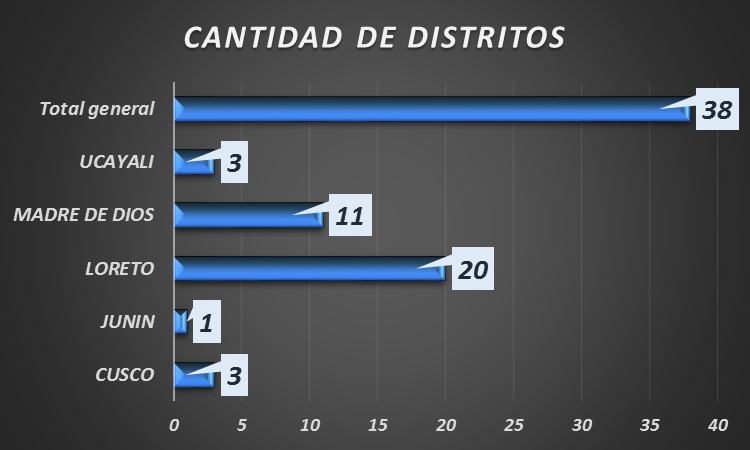 CANTIDAD DE DISTRITOS
Total general 38
UCAYALI 3
MADRE DE DIOS 11
LORETO 20
JUNIN 1
CUSCO 3
0 5 10 15 20 25 30 35 40